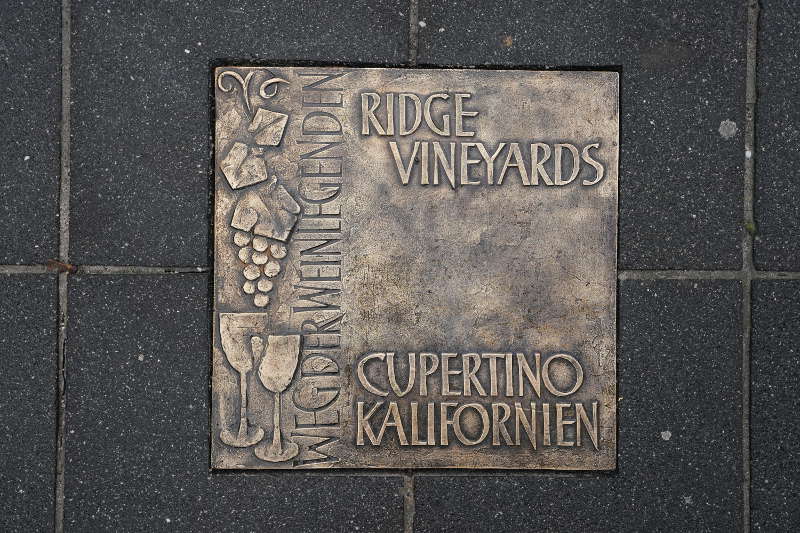 WEG DER WEINLEGENDEN
RIDGE
VINEYARDS
CUPERTINO
KALIFORNIEN